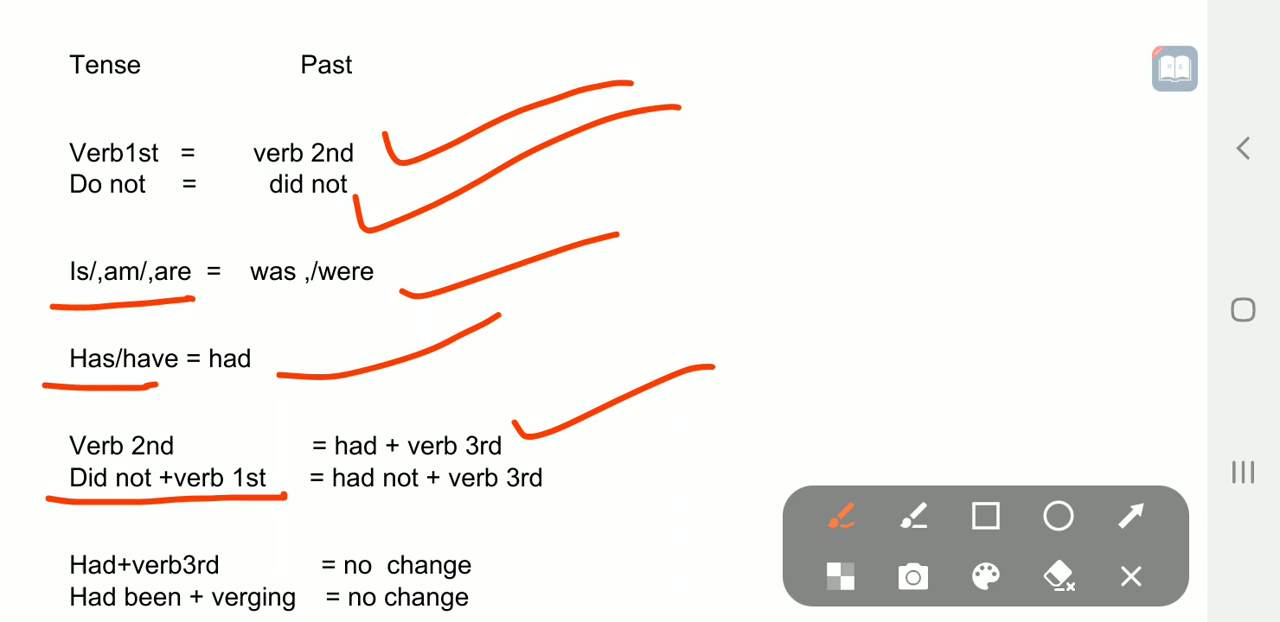 Tense Past
Verb1st = verb 2nd
Do not = did not
Is/,am/,are = was ,/were
Has/have = had
Verb 2nd = had + verb 3rd
Did not +verb 1st = had not + verb 3rd
Had+verb3rd = no change
Had been + verging = no change